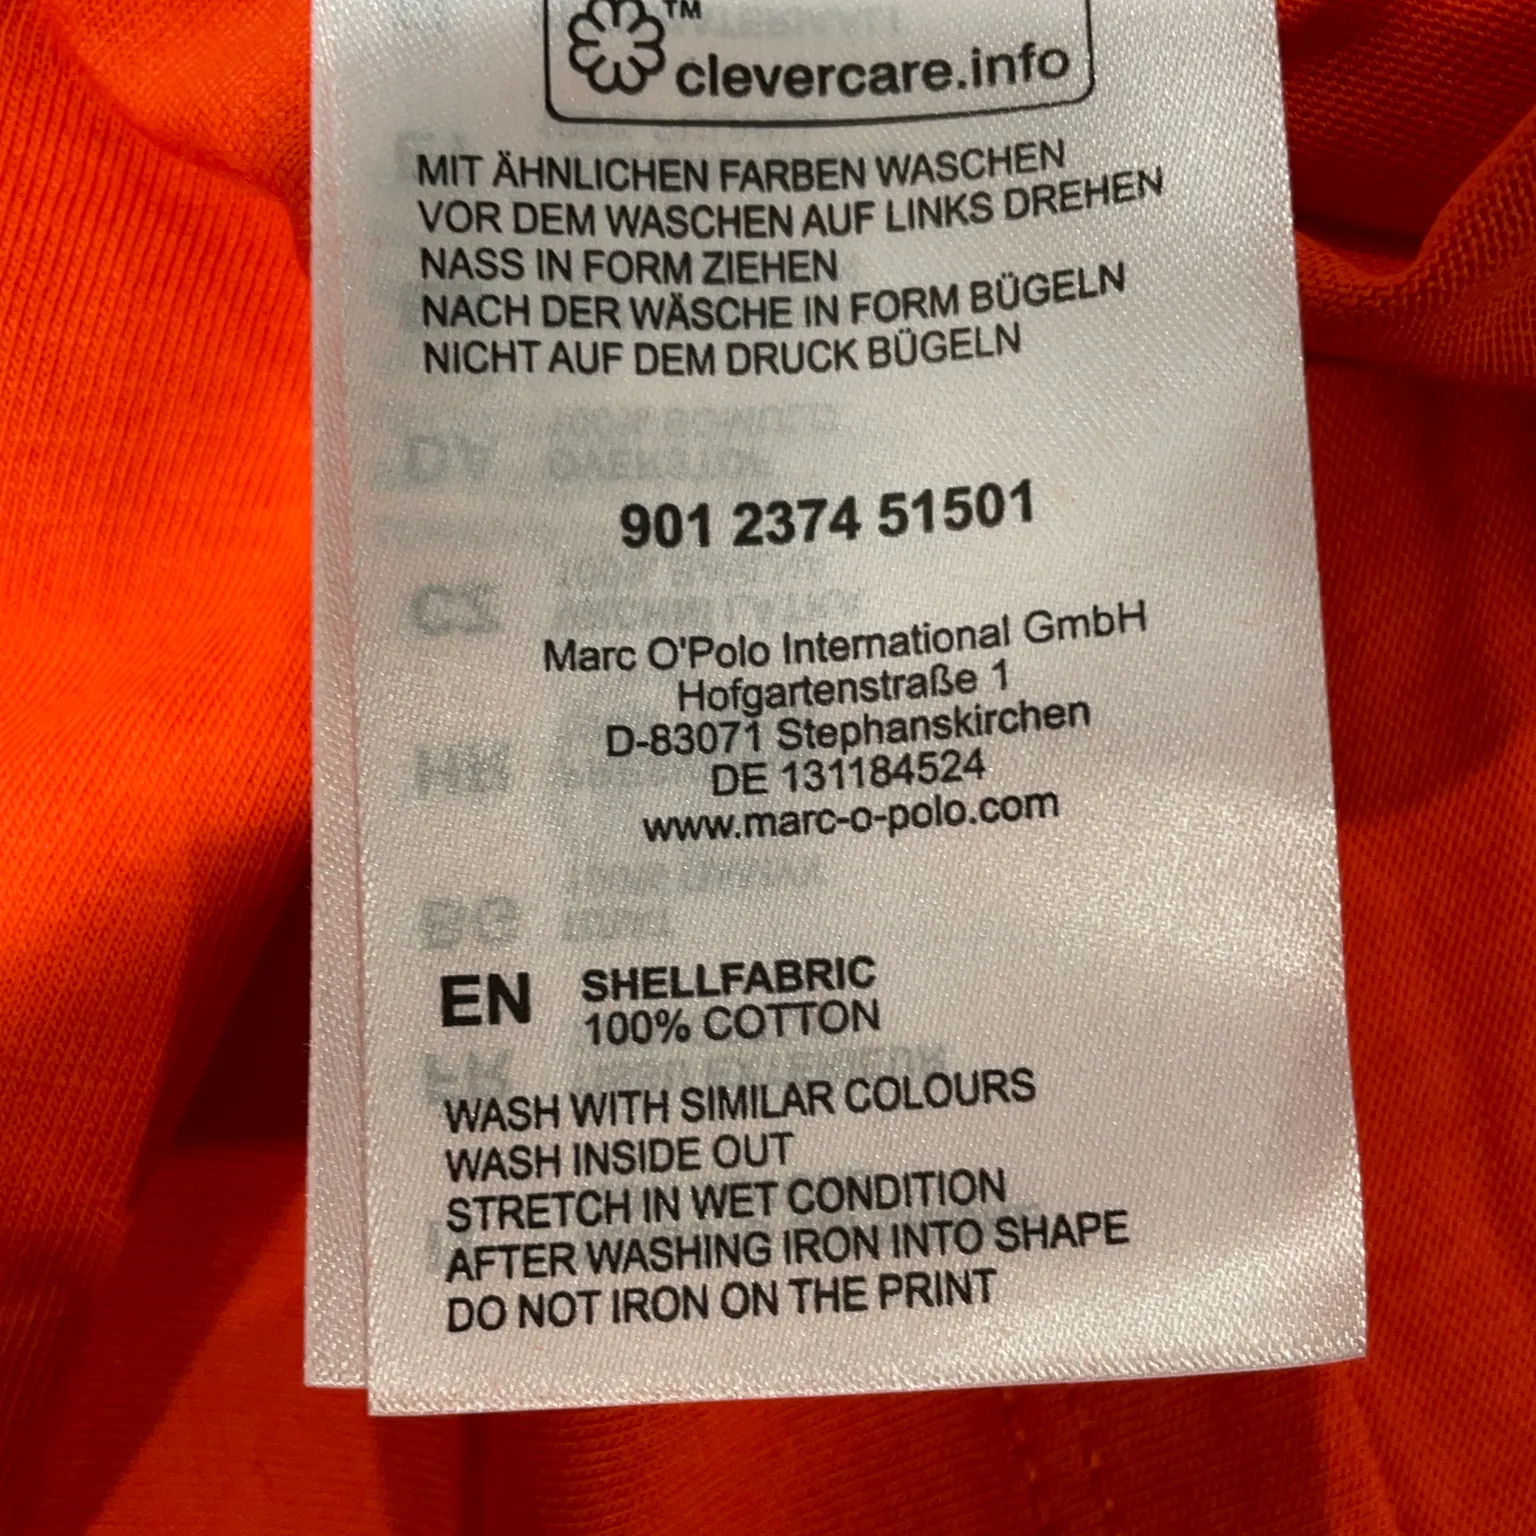 TM
clevercare.info
MIT ÄHNLICHEN FARBEN WASCHEN
VOR DEM WASCHEN AUF LINKS DREHEN
NASS IN FORM ZIEHEN
NACH DER WÄSCHE IN FORM BÜGELN
NICHT AUF DEM DRUCK BÜGELN
901 2374 51501
Marc O'Polo International GmbH
Hofgartenstraße 1
D-83071 Stephanskirchen
DE 131184524
www.marc-o-polo.com
EN SHELLFABRIC
100% COTTON
WASH WITH SIMILAR COLOURS
WASH INSIDE OUT
STRETCH IN WET CONDITION
AFTER WASHING IRON INTO SHAPE
DO NOT IRON ON THE PRINT